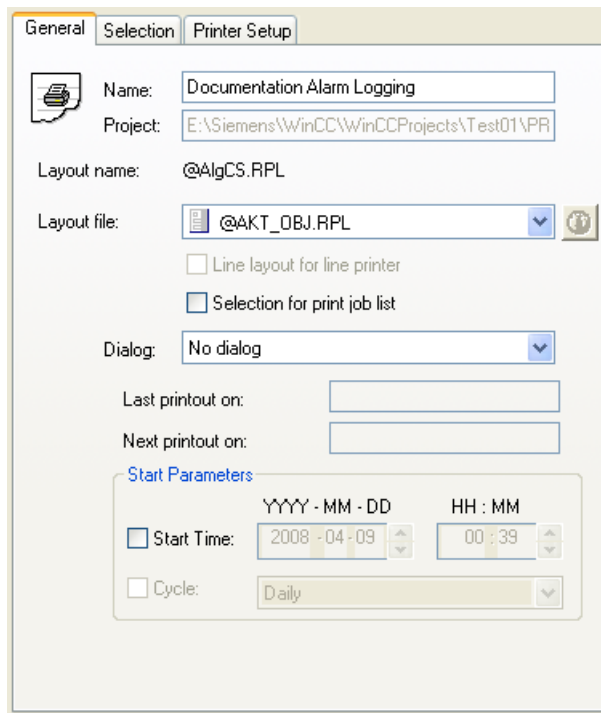 General Selection Printer Setup
Name: Documentation Alarm Logging
Project: E:\Siemens\WinCC\WinCCProjects\Test01\PR
Layout name: @AlgCS.RPL
Layout file: @AKT_OBJ.RPL
Line layout for line printer
Selection for print job list
Dialog: No dialog
Last printout on:
Next printout on:
Start Parameters
YYYY - MM - DD HH : MM
Start Time: 2008 - 04 - 09 00 : 39
Cycle: Daily